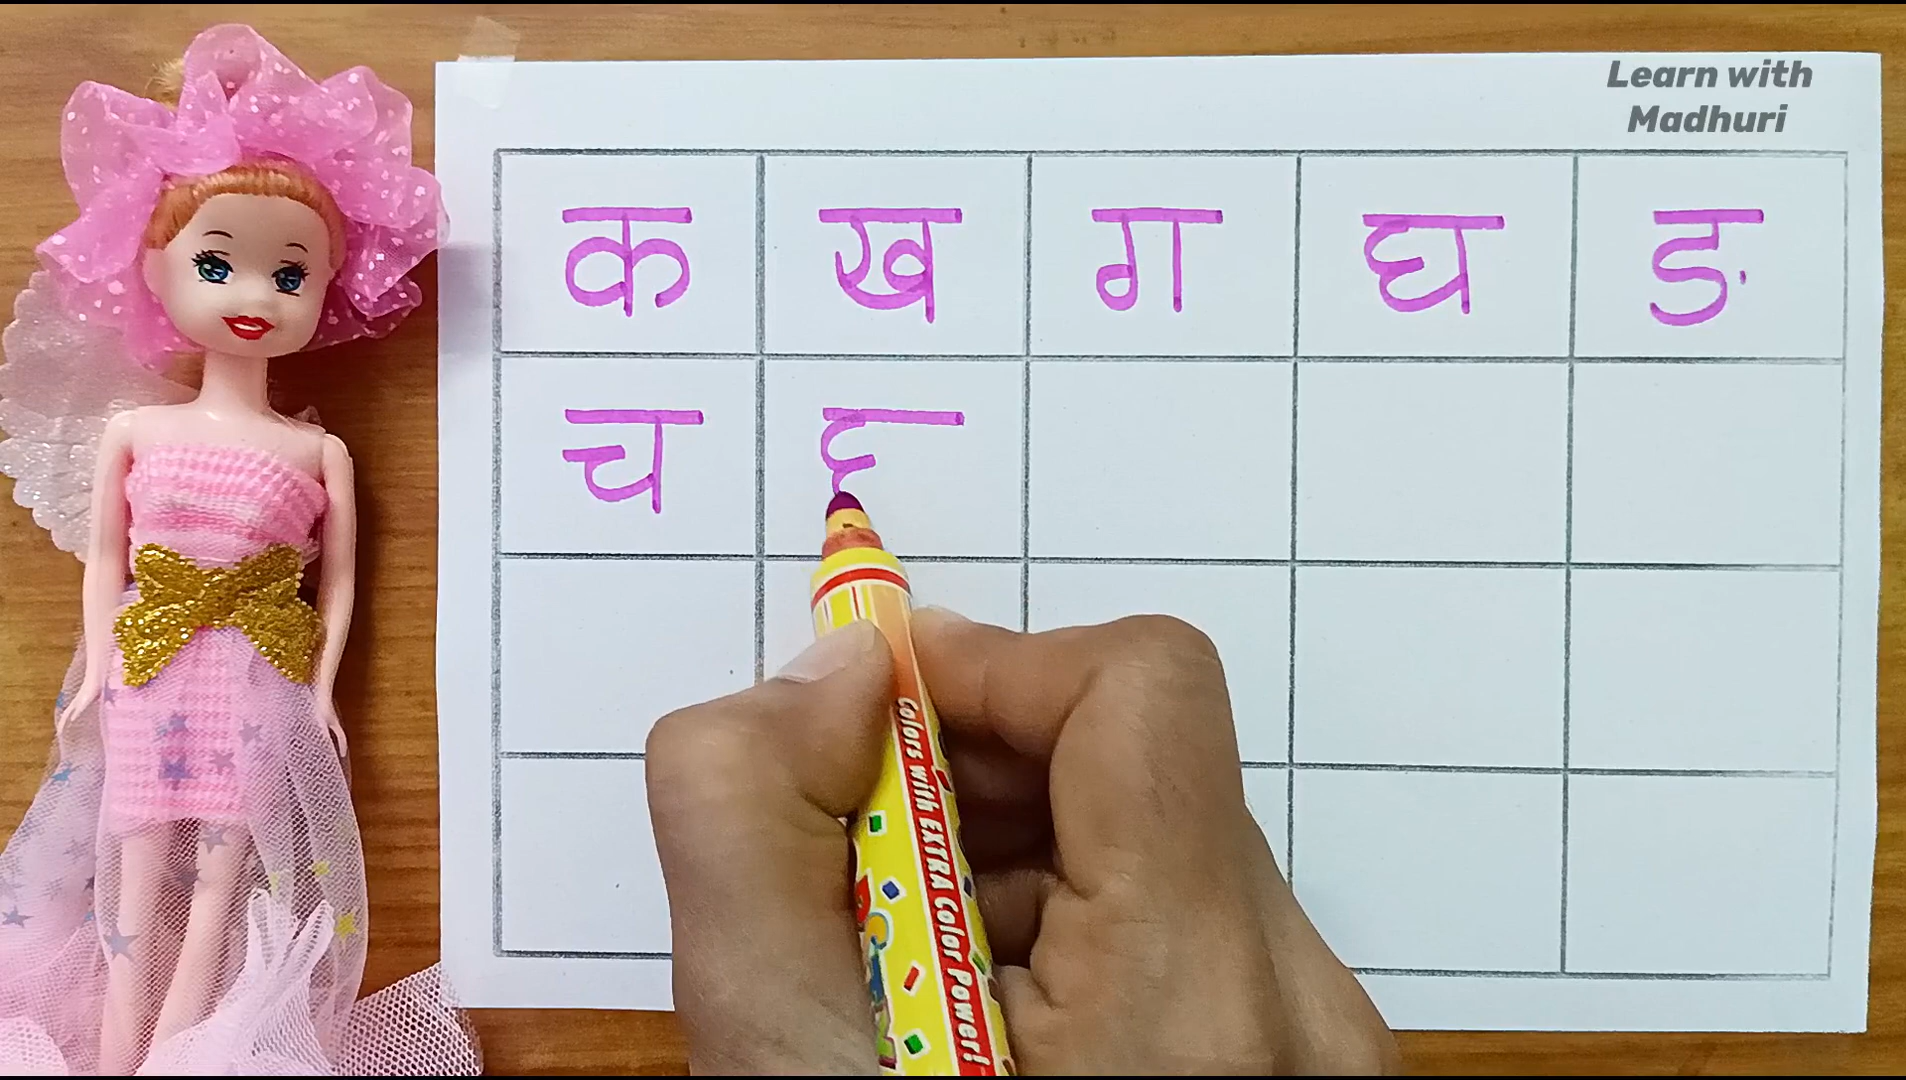 Learn with
Madhuri
क ख ग घ ङ
च
Colors with EXTRA Color Power!